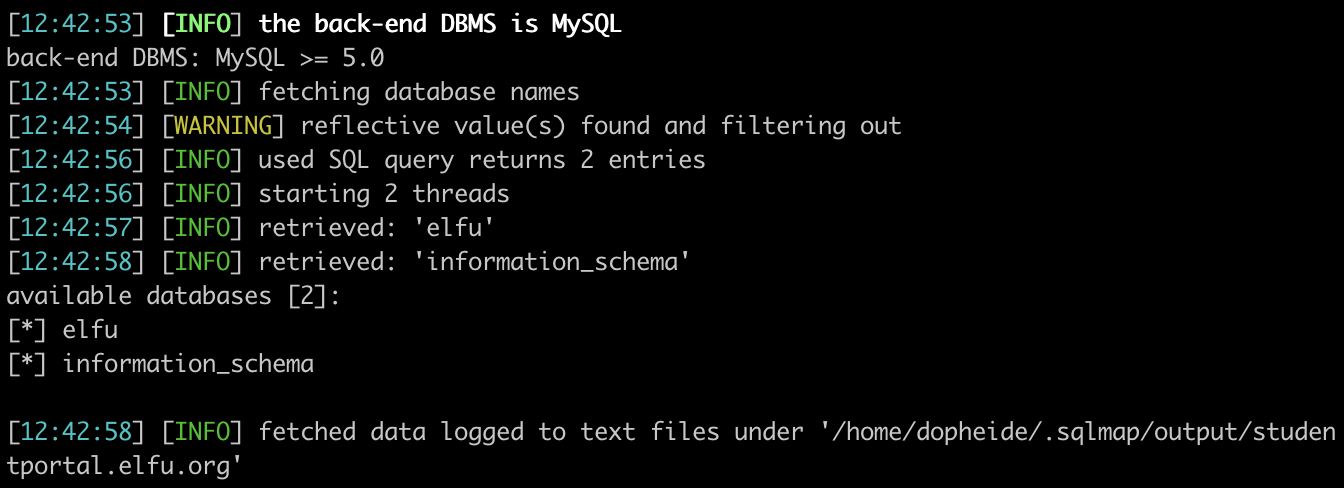 [12:42:53] [INFO] the back-end DBMS is MySQL
back-end DBMS: MySQL >= 5.0
[12:42:53] [INFO] fetching database names
[12:42:54] [WARNING] reflective value(s) found and filtering out
[12:42:56] [INFO] used SQL query returns 2 entries
[12:42:56] [INFO] starting 2 threads
[12:42:57] [INFO] retrieved: 'elfu'
[12:42:58] [INFO] retrieved: 'information_schema'
available databases [2]:
[*] elfu
[*] information_schema
[12:42:58] [INFO] fetched data logged to text files under '/home/dopheide/.sqlmap/output/studen
tportal.elfu.org'